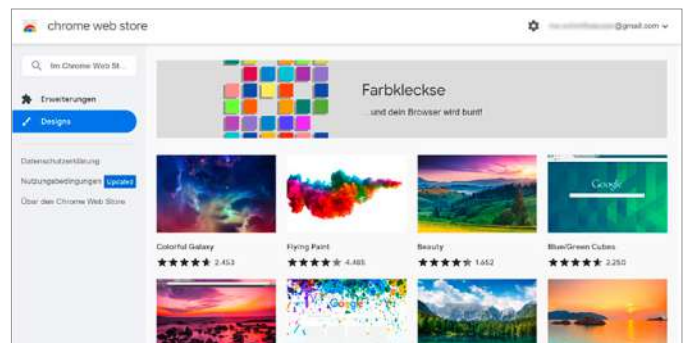 chrome web store
@gmail.com
Im Chrome Web St...
Erweiterungen
Designs
Datenschutzerklärung
Nutzungsbedingungen Updated
Über den Chrome Web Store
Farbkleckse
...und dein Browser wird bunt!
Colorful Galaxy
2.453
Flying Paint
4.485
Beauty
1.652
Blue/Green Cubes
2.250
Google
Google